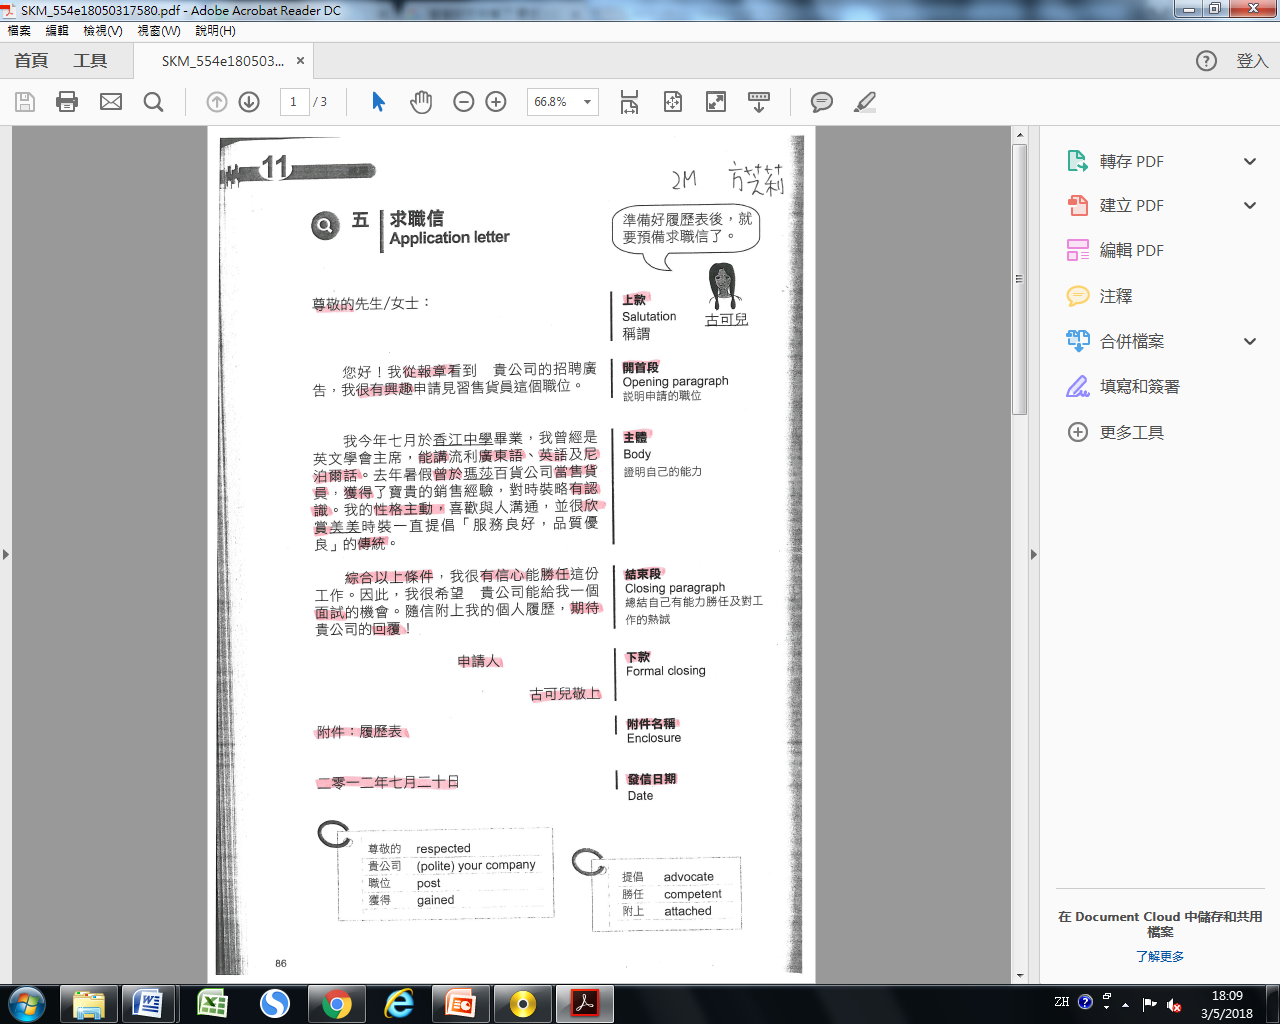 SKM_554e18050317580.pdf - Adobe Acrobat Reader DC
檔案 編輯 檢視(V) 視窗(W) 說明(H)
首頁 工具 SKM_554e180503... × 登入
1 / 3 66.8%
11
2M 方芝莉
五 求職信
Application letter
準備好履歷表後，就
要預備求職信了。
古可兒
尊敬的先生/女士：
上款
Salutation
稱謂
您好！我從報章看到 貴公司的招聘廣
告，我很有興趣申請見習售貨員這個職位。
開首段
Opening paragraph
說明申請的職位
我今年七月於香江中學畢業，我曾經是
英文學會主席，能講流利廣東語、英語及尼
泊爾話。去年暑假曾於瑪莎百貨公司當售貨
員，獲得了寶貴的銷售經驗，對時裝略有認
識。我的性格主動，喜歡與人溝通，並很欣
賞美美時裝一直提倡「服務良好，品質優
良」的傳統。
主體
Body
證明自己的能力
綜合以上條件，我很有信心能勝任這份
工作。因此，我很希望 貴公司能給我一個
面試的機會。隨信附上我的個人履歷，期待
貴公司的回覆！
結束段
Closing paragraph
總結自己有能力勝任及對工
作的熱誠
申請人
古可兒敬上
下款
Formal closing
附件：履歷表
附件名稱
Enclosure
二零一二年七月二十日
發信日期
Date
尊敬的 respected
貴公司 (polite) your company
職位 post
獲得 gained
提倡 advocate
勝任 competent
附上 attached
86
轉存 PDF
建立 PDF
編輯 PDF
注釋
合併檔案
填寫和簽署
更多工具
在 Document Cloud 中儲存和共用
檔案
了解更多
ZH
18:09
3/5/2018